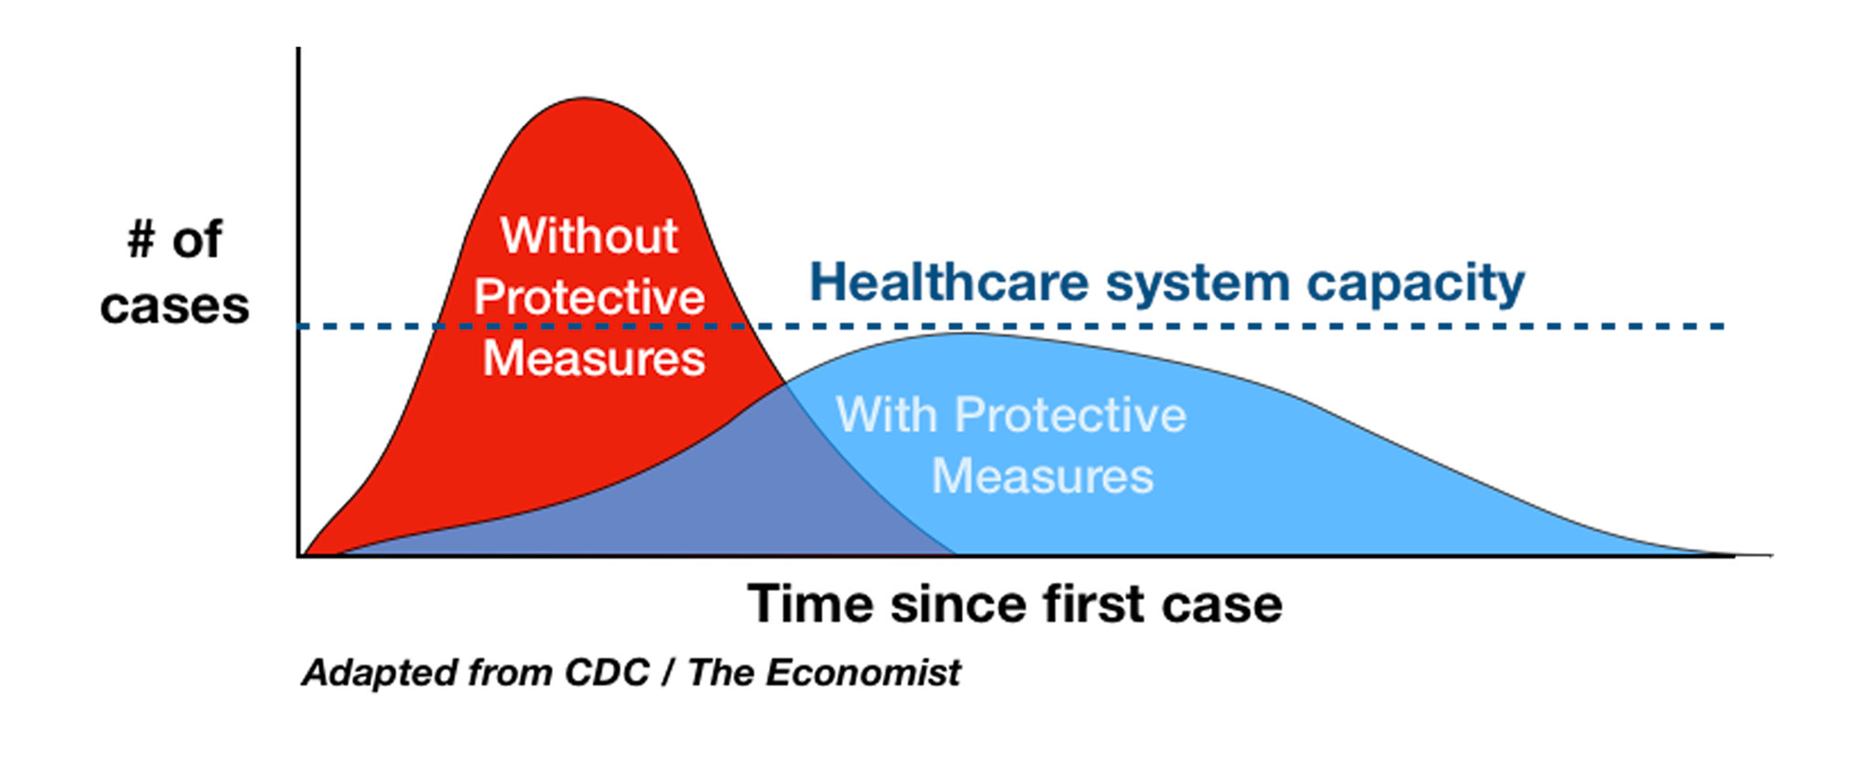 # of
cases
Without
Protective
Measures
Healthcare system capacity
With Protective
Measures
Time since first case
Adapted from CDC / The Economist